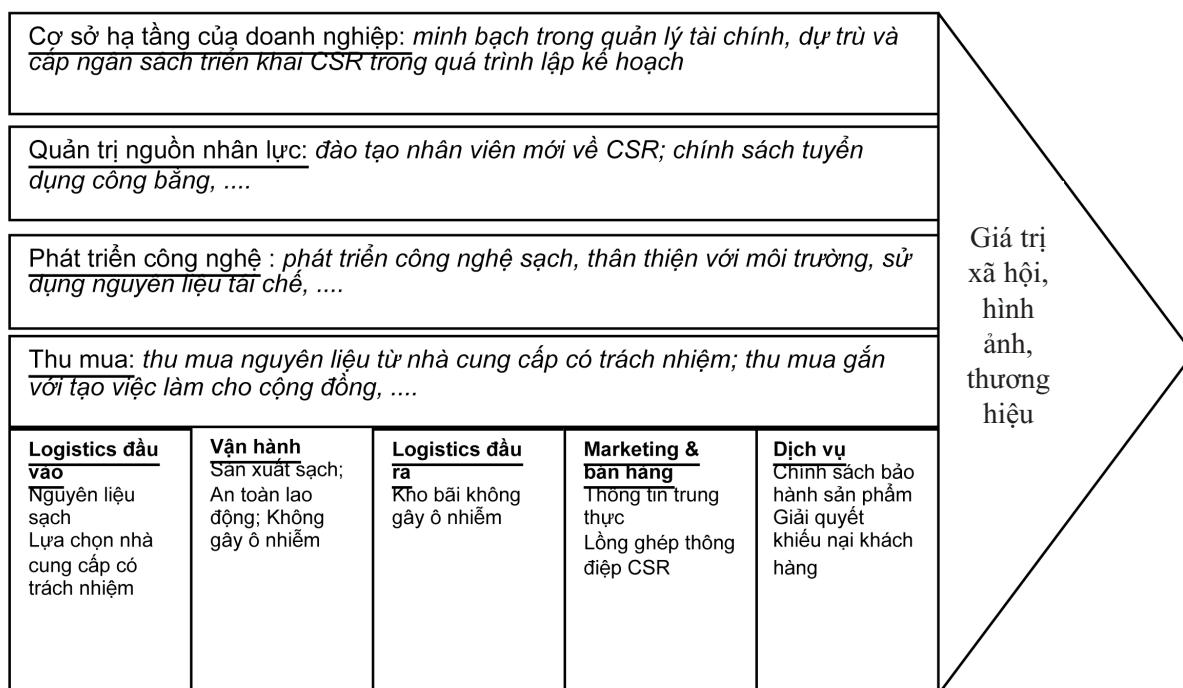 Cơ sở hạ tầng của doanh nghiệp: minh bạch trong quản lý tài chính, dự trù và
cấp ngân sách triển khai CSR trong quá trình lập kế hoạch
Quản trị nguồn nhân lực: đào tạo nhân viên mới về CSR; chính sách tuyển
dụng công bằng, ....
Phát triển công nghệ : phát triển công nghệ sạch, thân thiện với môi trường, sử
dụng nguyên liệu tái chế, ....
Thu mua: thu mua nguyên liệu từ nhà cung cấp có trách nhiệm; thu mua gắn
với tạo việc làm cho cộng đồng, ....
Logistics đầu
vào
Nguyên liệu
sạch
Lựa chọn nhà
cung cấp có
trách nhiệm
Vận hành
Sản xuất sạch;
An toàn lao
động; Không
gây ô nhiễm
Logistics đầu
ra
Kho bãi không
gây ô nhiễm
Marketing &
bán hàng
Thông tin trung
thực
Lồng ghép thông
điệp CSR
Dịch vụ
Chính sách bảo
hành sản phẩm
Giải quyết
khiếu nại khách
hàng
Giá trị
xã hội,
hình
ảnh,
thương
hiệu